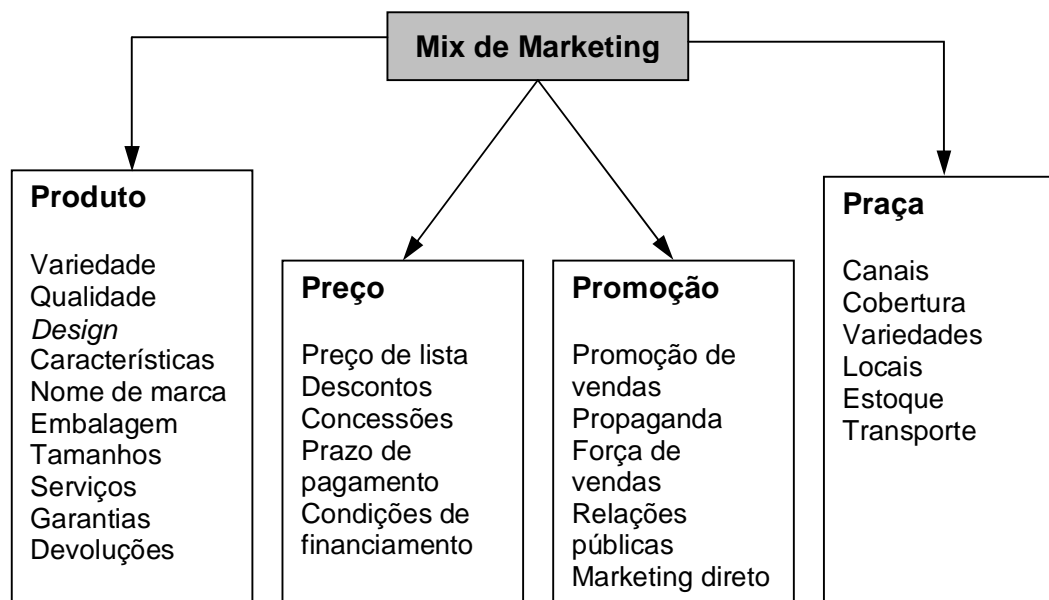 Mix de Marketing
Produto
Variedade
Qualidade
Design
Características
Nome de marca
Embalagem
Tamanhos
Serviços
Garantias
Devoluções
Preço
Preço de lista
Descontos
Concessões
Prazo de
pagamento
Condições de
financiamento
Promoção
Promoção de
vendas
Propaganda
Força de
vendas
Relações
públicas
Marketing direto
Praça
Canais
Cobertura
Variedades
Locais
Estoque
Transporte